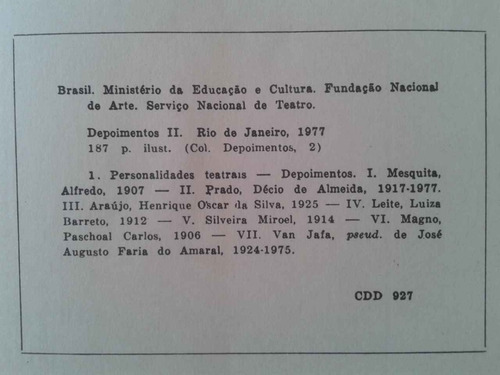 Brasil. Ministério da Educação e Cultura. Fundação Nacional
de Arte. Serviço Nacional de Teatro.
Depoimentos II. Rio de Janeiro, 1977
187 p. ilust. (Col. Depoimentos, 2)
1. Personalidades teatrais — Depoimentos. I. Mesquita,
Alfredo, 1907 — II. Prado, Décio de Almeida, 1917-1977.
III. Araújo, Henrique Oscar da Silva, 1925 — IV. Leite, Luiza
Barreto, 1912 — V. Silveira Miroel, 1914 — VI. Magno,
Paschoal Carlos, 1906 — VII. Van Jafa, pseud. de José
Augusto Faria do Amaral, 1924-1975.
CDD 927